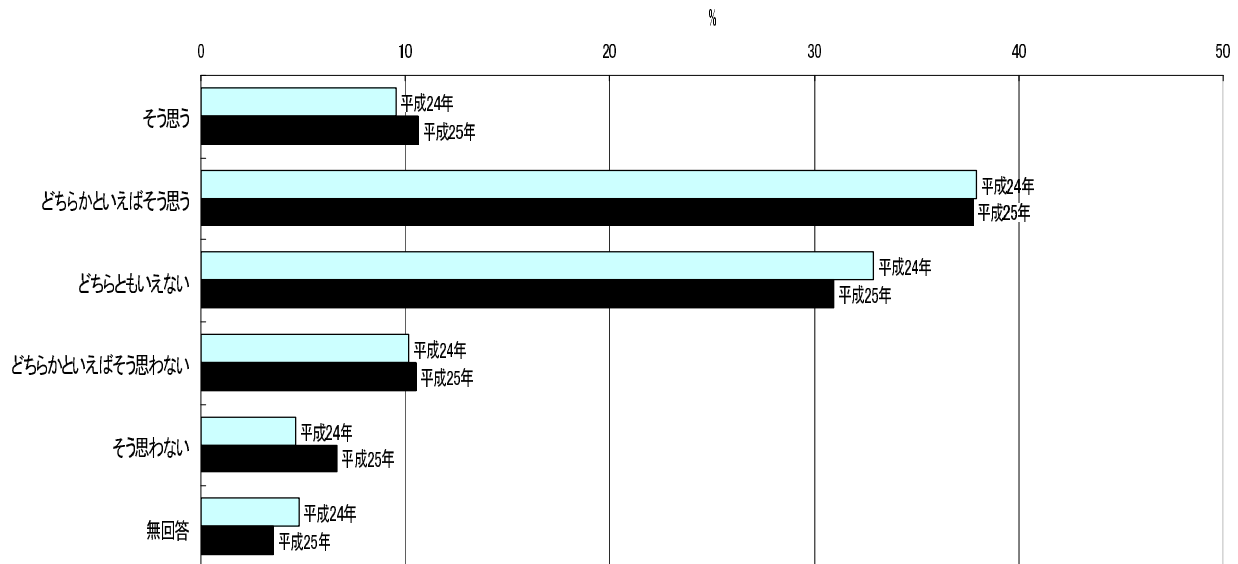 %
0 10 20 30 40 50
そう思う
平成24年
平成25年
どちらかといえばそう思う
平成24年
平成25年
どちらともいえない
平成24年
平成25年
どちらかといえばそう思わない
平成24年
平成25年
そう思わない
平成24年
平成25年
無回答
平成24年
平成25年